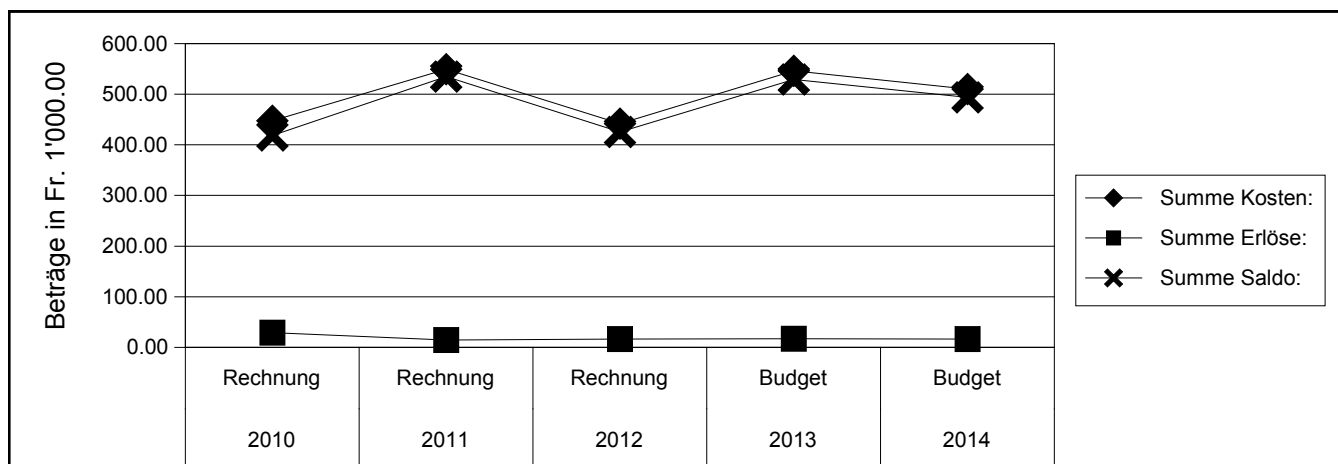 Beträge in Fr. 1'000.00
600.00
500.00
400.00
300.00
200.00
100.00
0.00
Rechnung Rechnung Rechnung Budget Budget
2010 2011 2012 2013 2014
Summe Kosten:
Summe Erlöse:
Summe Saldo: